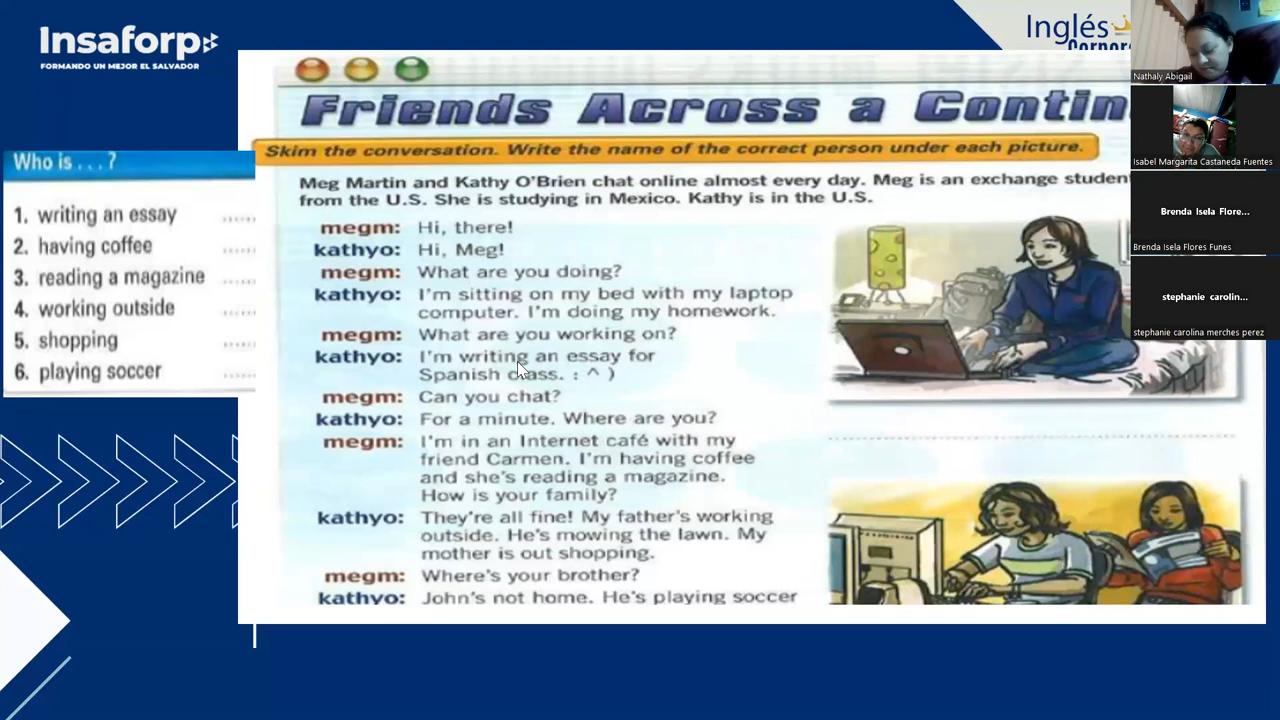 Insaforp
FORMANDO UN MEJOR EL SALVADOR
Inglés
Nathaly Abigail
Isabel Margarita Castaneda Fuentes
Brenda Isela Flore...
Brenda Isela Flores Funes
stephanie carolin...
stephanie carolina merches perez
Who is . . . ?
1. writing an essay ......
2. having coffee ......
3. reading a magazine ......
4. working outside ......
5. shopping ......
6. playing soccer ......
Friends Across a
Skim the conversation. Write the name of the correct person under each picture.
Meg Martin and Kathy O'Brien chat online almost every day. Meg is an exchange studen
from the U.S. She is studying in Mexico. Kathy is in the U.S.
megm: Hi, there!
kathyo: Hi, Meg!
megm: What are you doing?
kathyo: I'm sitting on my bed with my laptop
computer. I'm doing my homework.
megm: What are you working on?
kathyo: I'm writing an essay for
Spanish class. : ^ )
megm: Can you chat?
kathyo: For a minute. Where are you?
megm: I'm in an Internet café with my
friend Carmen. I'm having coffee
and she's reading a magazine.
How is your family?
kathyo: They're all fine! My father's working
outside. He's mowing the lawn. My
mother is out shopping.
megm: Where's your brother?
kathyo: John's not home. He's playing soccer